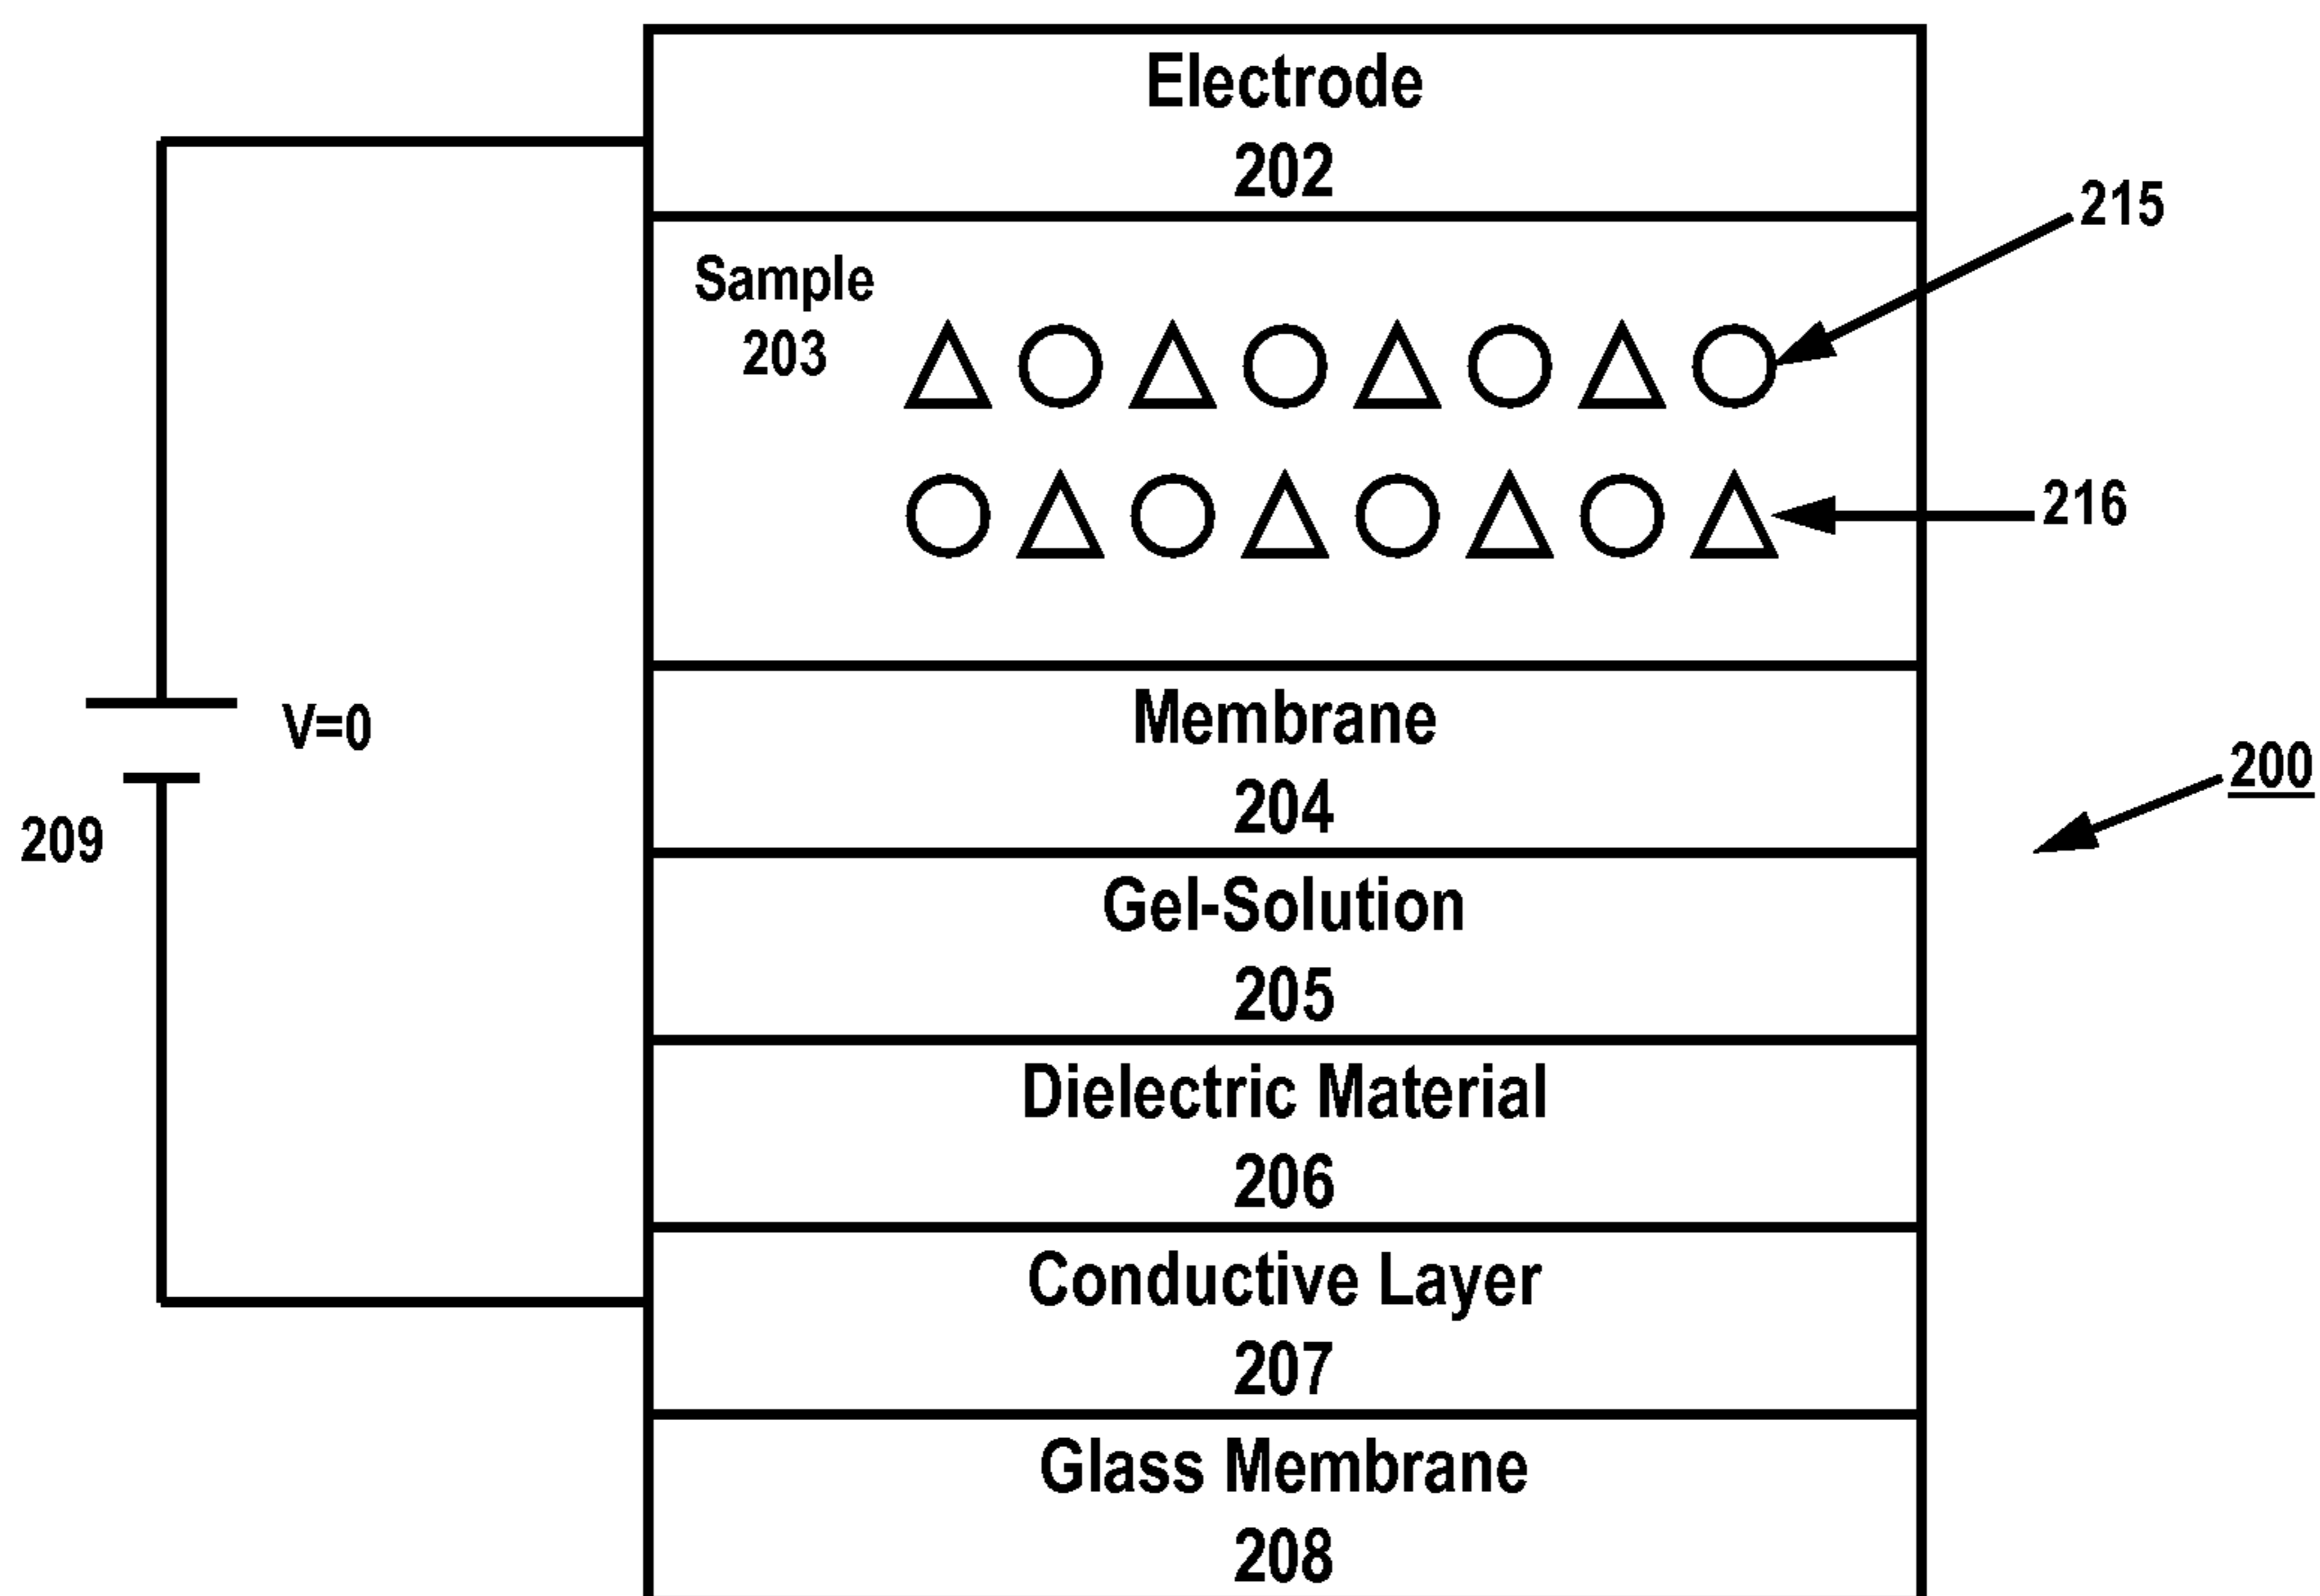 Electrode
202
215
Sample
203
216
V=0
209
Membrane
204
200
Gel-Solution
205
Dielectric Material
206
Conductive Layer
207
Glass Membrane
208